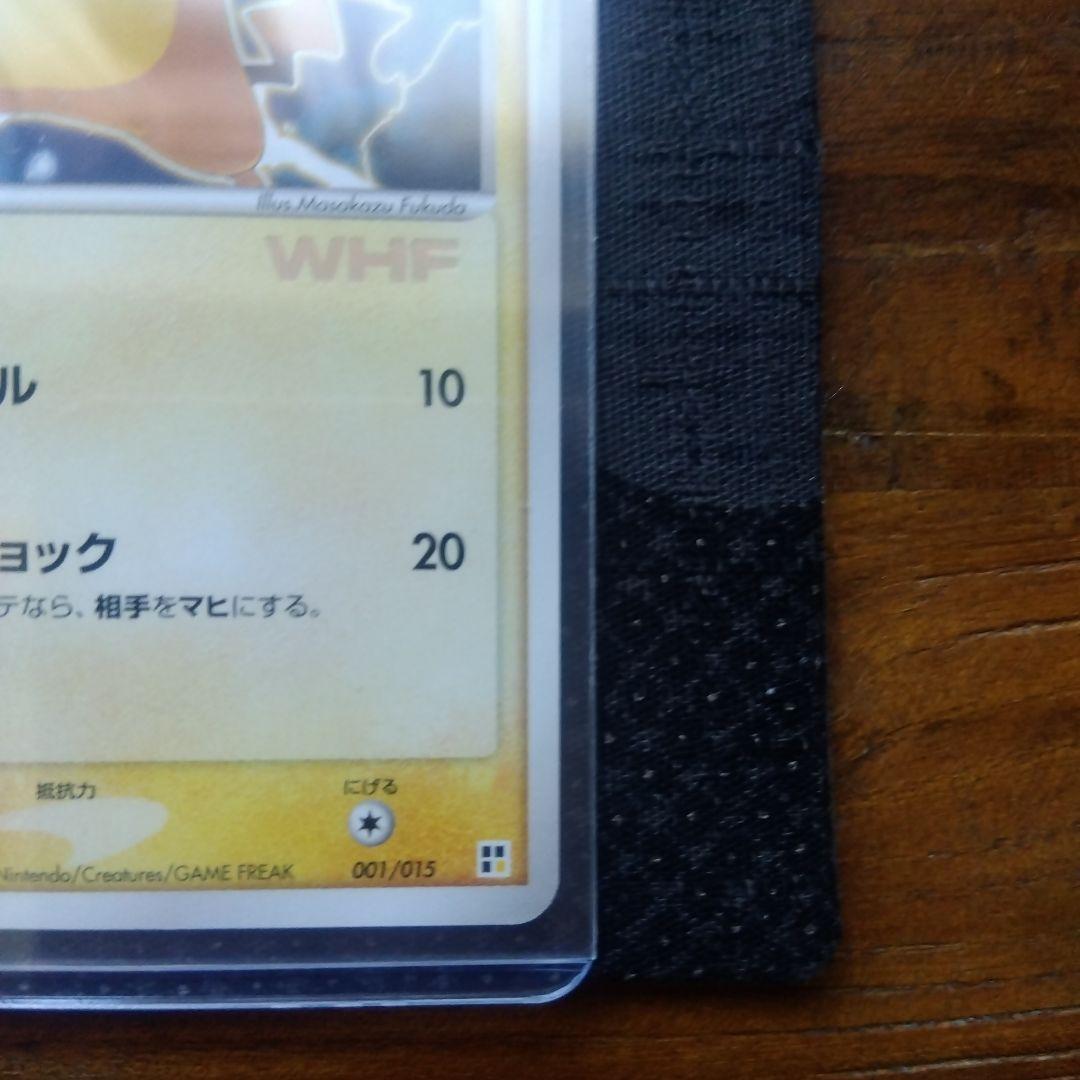 Illus.Masakazu Fukuda
WHF
ル 10
ョック 20
テなら、相手をマヒにする。
抵抗力 にげる
Nintendo/Creatures/GAME FREAK 001/015